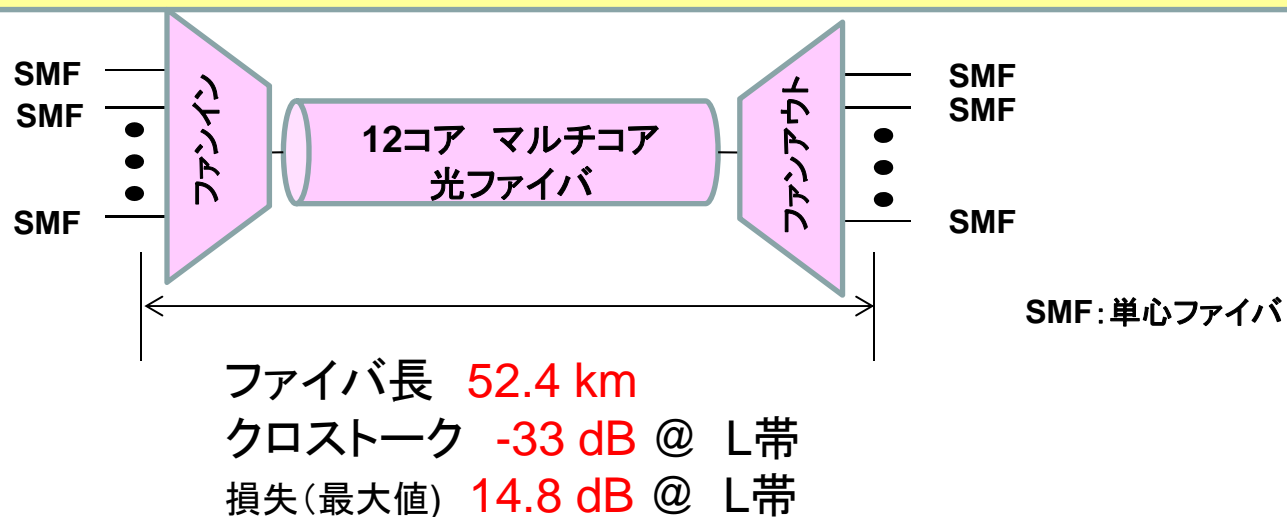 SMF
SMF
SMF
ファンイン
12コア マルチコア
光ファイバ
ファンアウト
SMF
SMF
SMF
SMF:単心ファイバ
ファイバ長 52.4 km
クロストーク -33 dB @ L帯
損失(最大値) 14.8 dB @ L帯